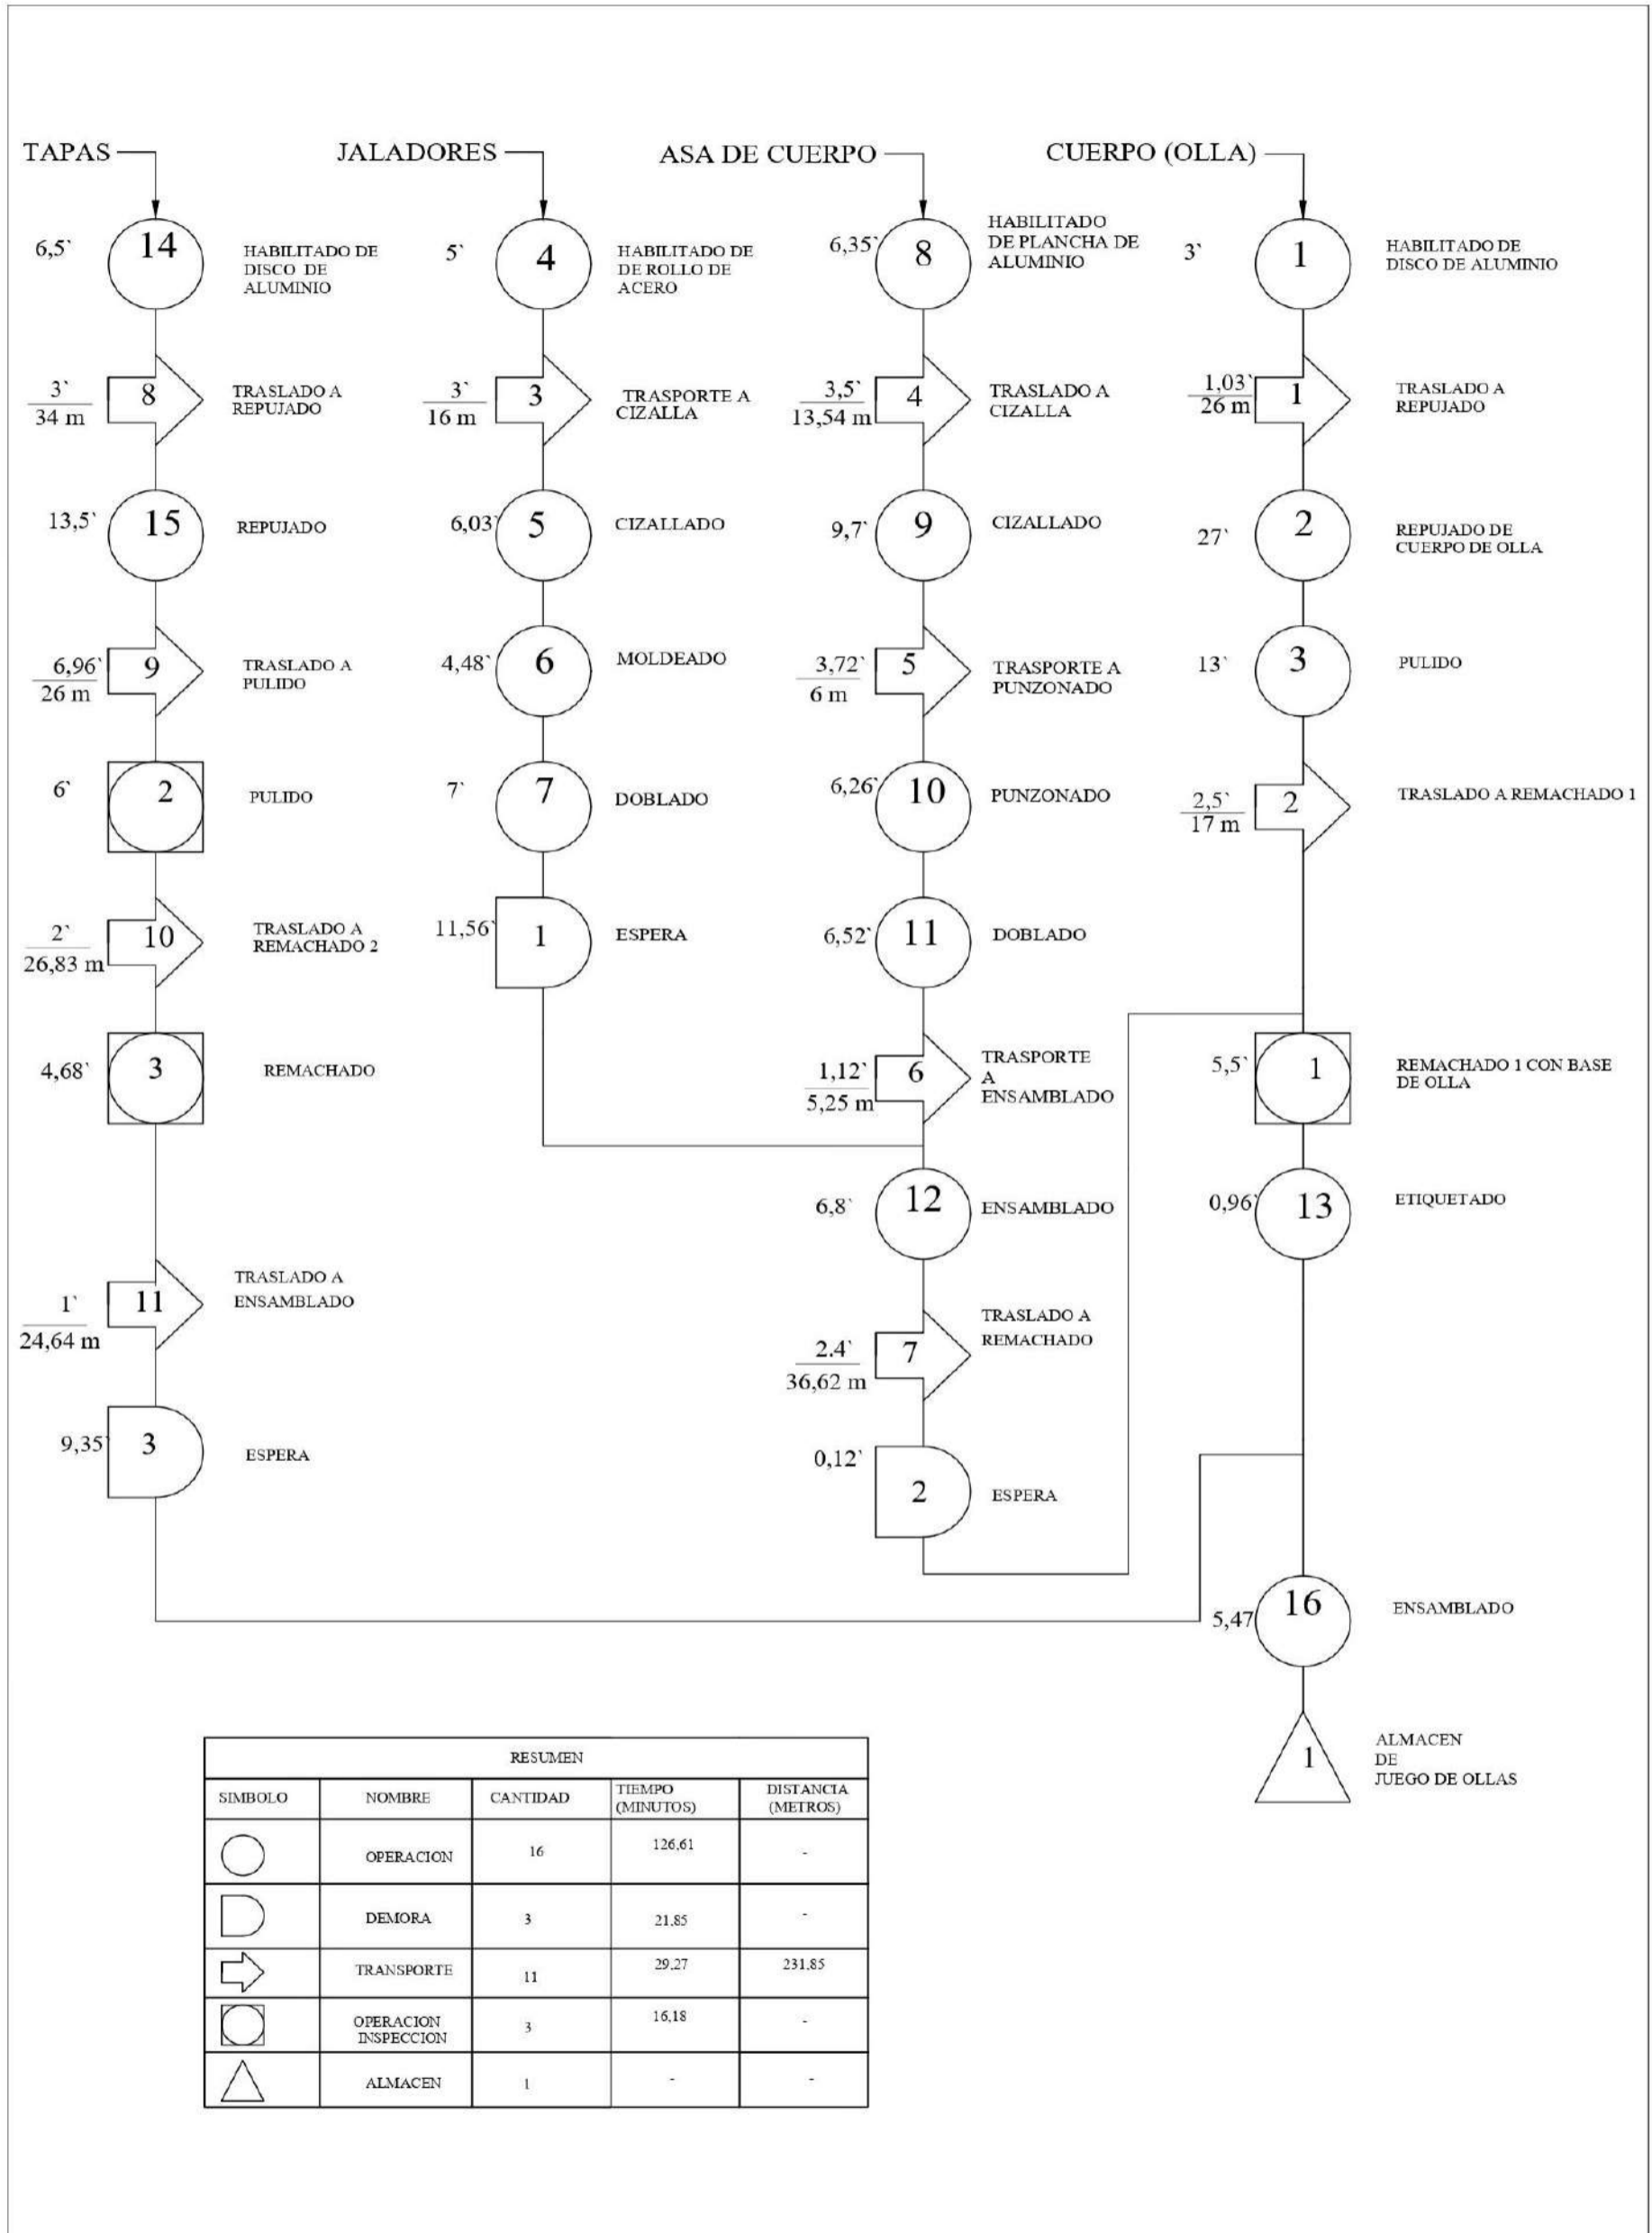 TAPAS
14
6,5`
HABILITADO DE
DISCO DE
ALUMINIO
8
3`
34 m
TRASLADO A
REPUJADO
15
13,5`
REPUJADO
9
6,96`
26 m
TRASLADO A
PULIDO
2
6`
PULIDO
10
2`
26,83 m
TRASLADO A
REMACHADO 2
3
4,68`
REMACHADO
11
1`
24,64 m
TRASLADO A
ENSAMBLADO
3
9,35`
ESPERA
JALADORES
4
5`
HABILITADO DE
DE ROLLO DE
ACERO
3
3`
16 m
TRASPORTE A
CIZALLA
5
6,03`
CIZALLADO
6
4,48`
MOLDEADO
7
7`
DOBLADO
1
11,56`
ESPERA
ASA DE CUERPO
8
6,35`
HABILITADO
DE PLANCHA DE
ALUMINIO
4
3,5`
13,54 m
TRASLADO A
CIZALLA
9
9,7`
CIZALLADO
5
3,72`
6 m
TRASPORTE A
PUNZONADO
10
6,26`
PUNZONADO
11
6,52`
DOBLADO
6
1,12`
5,25 m
TRASPORTE
A
ENSAMBLADO
12
6,8`
ENSAMBLADO
7
2.4`
36,62 m
TRASLADO A
REMACHADO
2
0,12`
ESPERA
CUERPO (OLLA)
1
3`
HABILITADO DE
DISCO DE ALUMINIO
1
1,03`
26 m
TRASLADO A
REPUJADO
2
27`
REPUJADO DE
CUERPO DE OLLA
3
13`
PULIDO
2
2,5`
17 m
TRASLADO A REMACHADO 1
1
5,5`
REMACHADO 1 CON BASE
DE OLLA
13
0,96`
ETIQUETADO
16
5,47
ENSAMBLADO
1
ALMACEN
DE
JUEGO DE OLLAS
RESUMEN
SIMBOLO NOMBRE CANTIDAD TIEMPO (MINUTOS) DISTANCIA (METROS)
OPERACION 16 126,61 -
DEMORA 3 21,85 -
TRANSPORTE 11 29,27 231,85
OPERACION INSPECCION 3 16,18 -
ALMACEN 1 - -